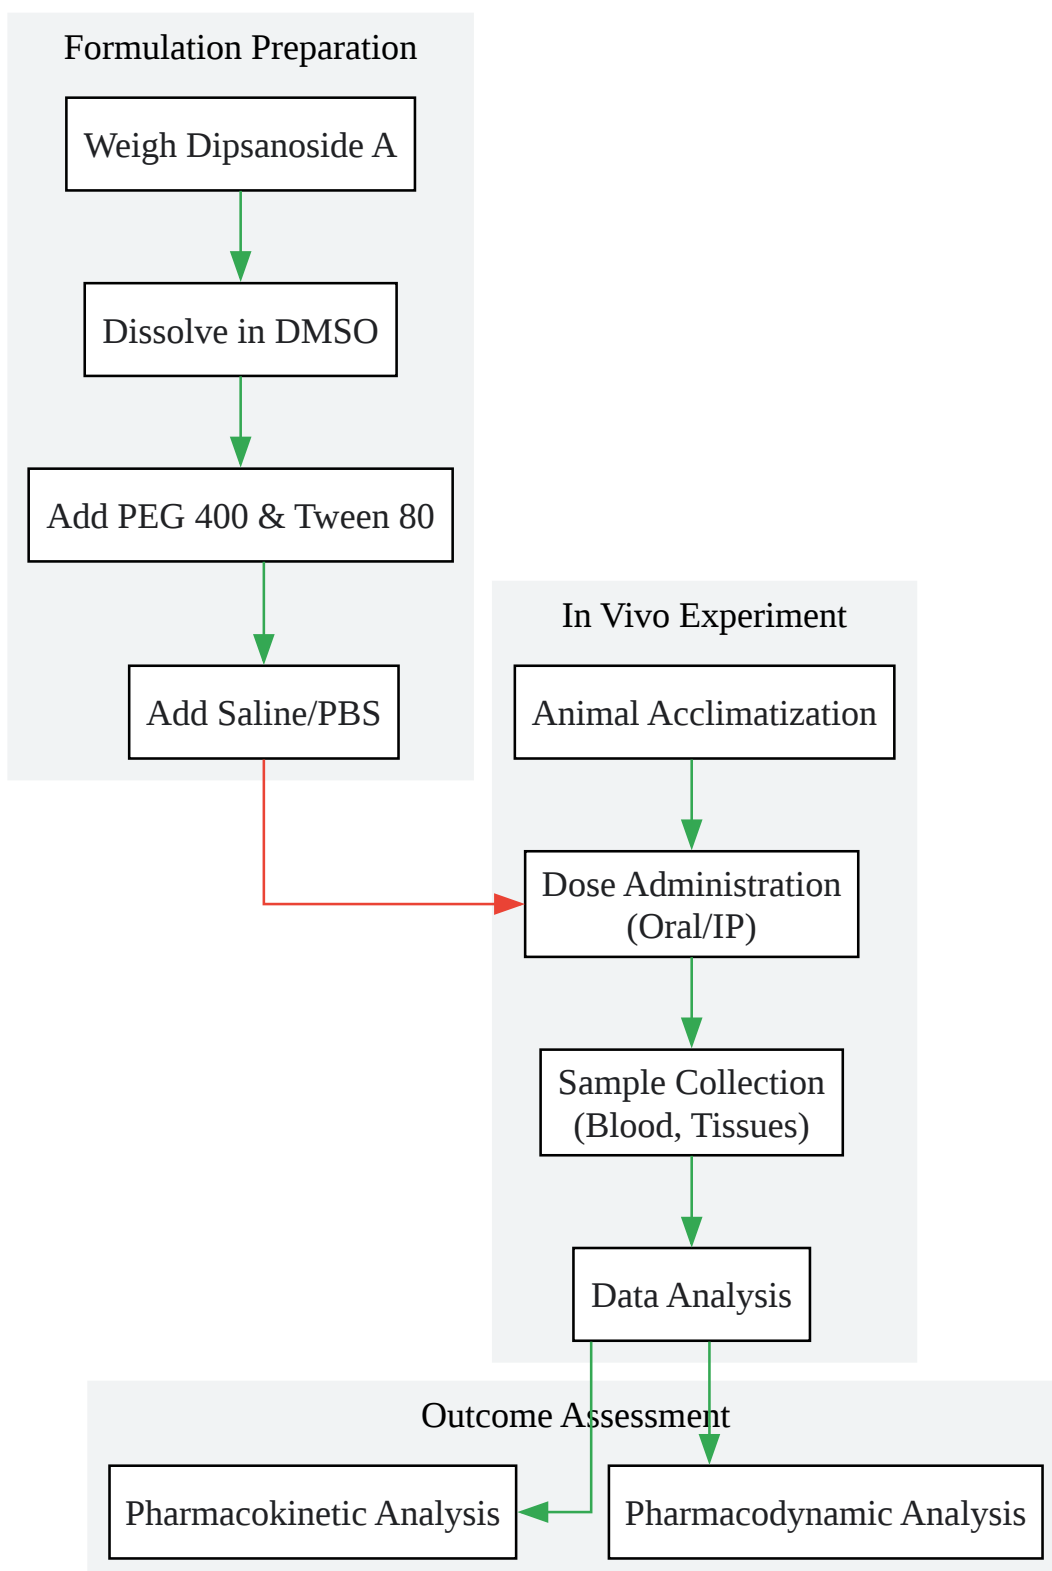 Formulation Preparation
Weigh Dipsanoside A
Dissolve in DMSO
Add PEG 400 & Tween 80
Add Saline/PBS
In Vivo Experiment
Animal Acclimatization
Dose Administration
(Oral/IP)
Sample Collection
(Blood, Tissues)
Data Analysis
Outcome Assessment
Pharmacokinetic Analysis
Pharmacodynamic Analysis